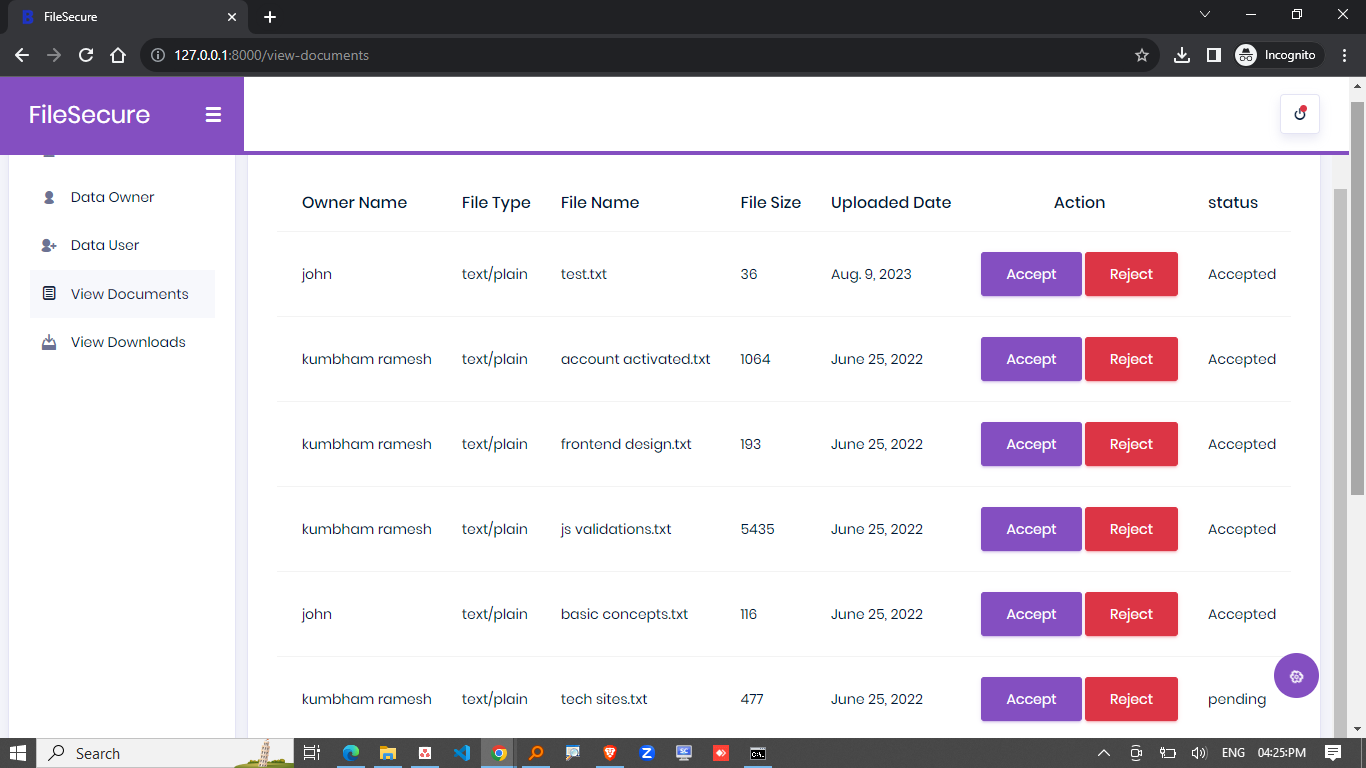 FileSecure
127.0.0.1:8000/view-documents
Incognito
FileSecure
Data Owner
Data User
View Documents
View Downloads
Owner Name File Type File Name File Size Uploaded Date Action status
john text/plain test.txt 36 Aug. 9, 2023 Accept Reject Accepted
kumbham ramesh text/plain account activated.txt 1064 June 25, 2022 Accept Reject Accepted
kumbham ramesh text/plain frontend design.txt 193 June 25, 2022 Accept Reject Accepted
kumbham ramesh text/plain js validations.txt 5435 June 25, 2022 Accept Reject Accepted
john text/plain basic concepts.txt 116 June 25, 2022 Accept Reject Accepted
kumbham ramesh text/plain tech sites.txt 477 June 25, 2022 Accept Reject pending
Search
ENG 04:25PM